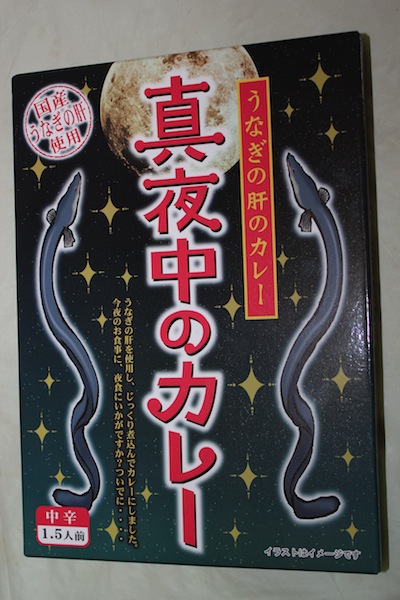 国産
うなぎの肝
使用
うなぎの肝のカレー
真夜中のカレー
うなぎの肝を使用し、じっくり煮込んでカレーにしました。
今夜のお食事に、夜食にいかがですか?ついでに・・・・
中辛
1.5人前
イラストはイメージです